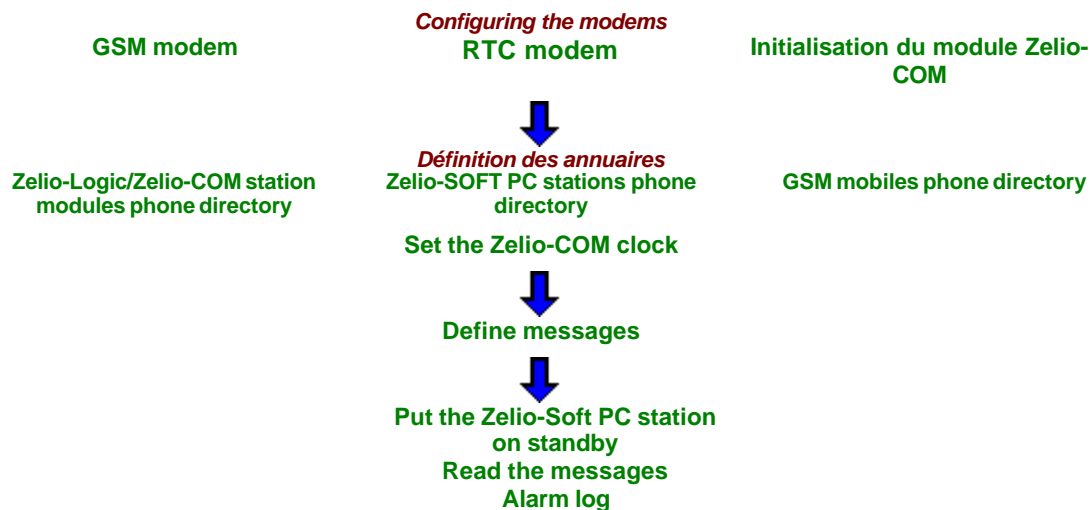 Configuring the modems
GSM modem
RTC modem
Initialisation du module Zelio-
COM
Définition des annuaires
Zelio-Logic/Zelio-COM station
modules phone directory
Zelio-SOFT PC stations phone
directory
GSM mobiles phone directory
Set the Zelio-COM clock
Define messages
Put the Zelio-Soft PC station
on standby
Read the messages
Alarm log